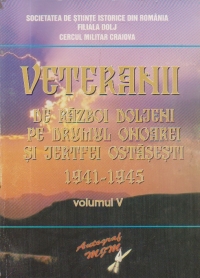 SOCIETATEA DE ȘTIINȚE ISTORICE DIN ROMÂNIA
FILIALA DOLJ
CERCUL MILITAR CRAIOVA
VETERANII
DE RĂZBOI DOLJENI
PE DRUMUL ONOAREI
ȘI JERTFEI OSTĂȘEȘTI
1941-1945
volumul V
Autograf
MJM